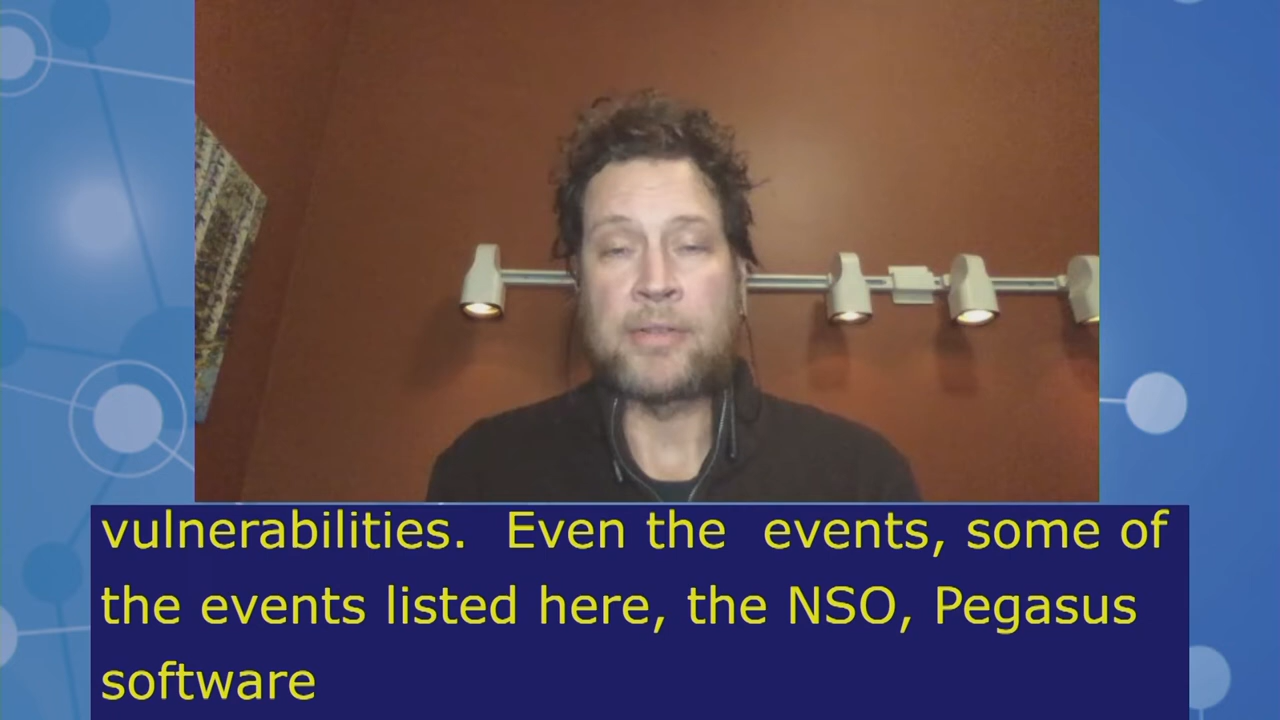 vulnerabilities.  Even the  events, some of
the events listed here, the NSO, Pegasus
software